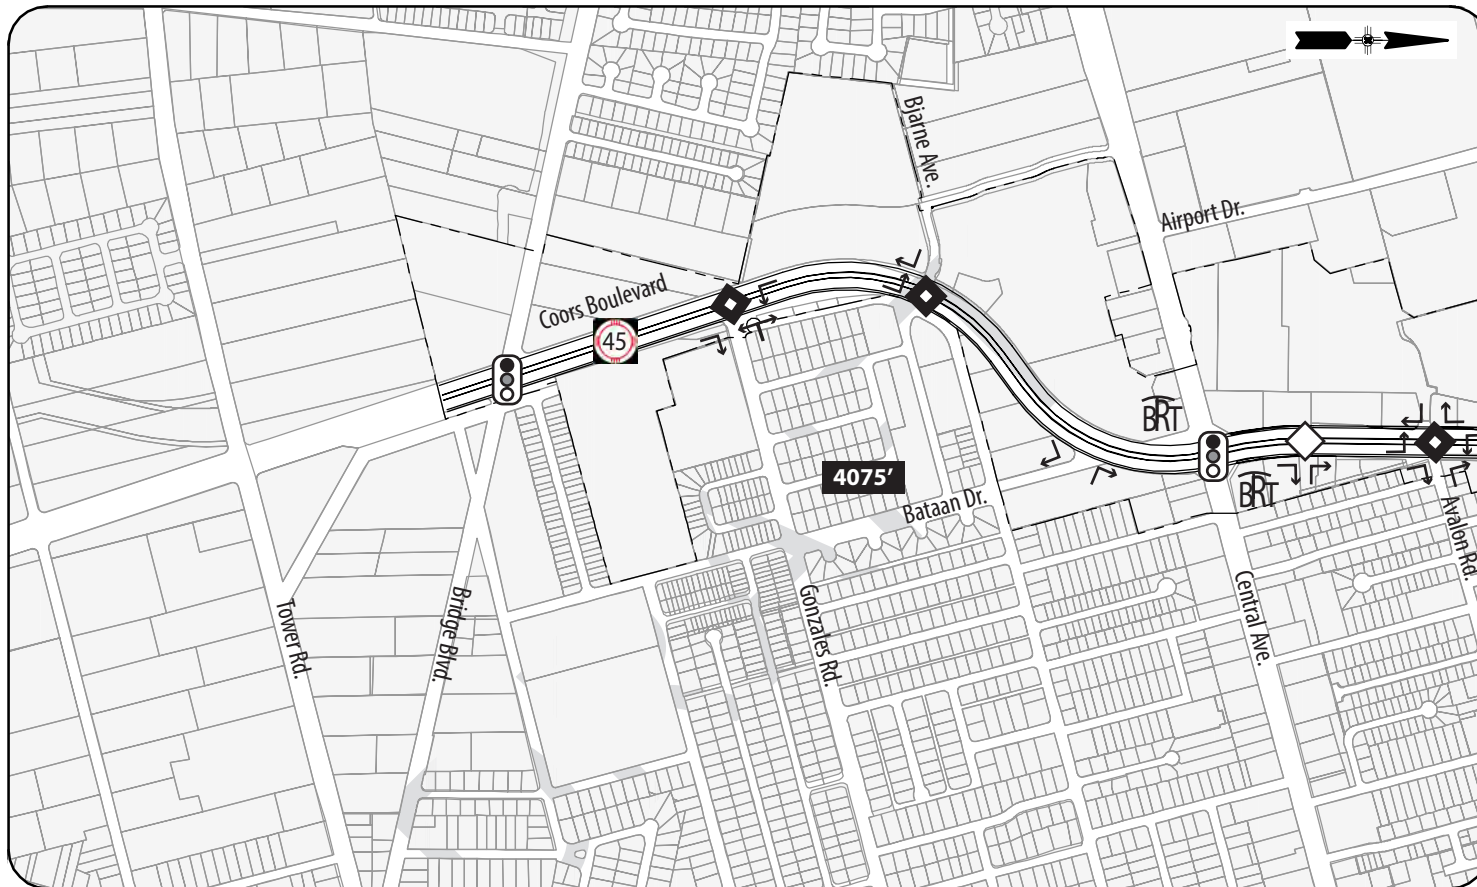 Bjarne Ave.
Airport Dr.
Coors Boulevard
45
BRT
4075’
BRT
Bataan Dr.
Avalon Rd.
Central Ave.
Tower Rd.
Bridge Blvd.
Gonzales Rd.